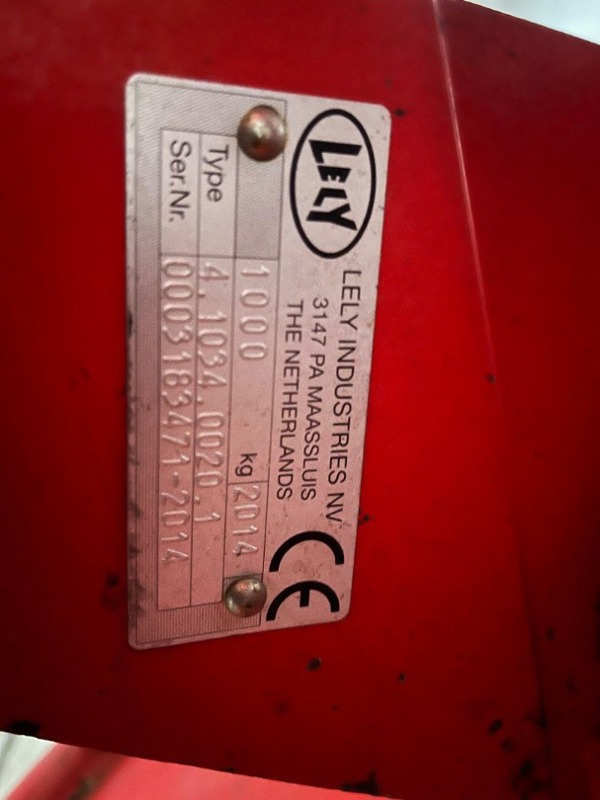 LELY
LELY INDUSTRIES NV
3147 PA MAASSLUIS
THE NETHERLANDS
CE
1000 kg 2014
Type 4.1034.0020.1
Ser.Nr. 0003183471-2014